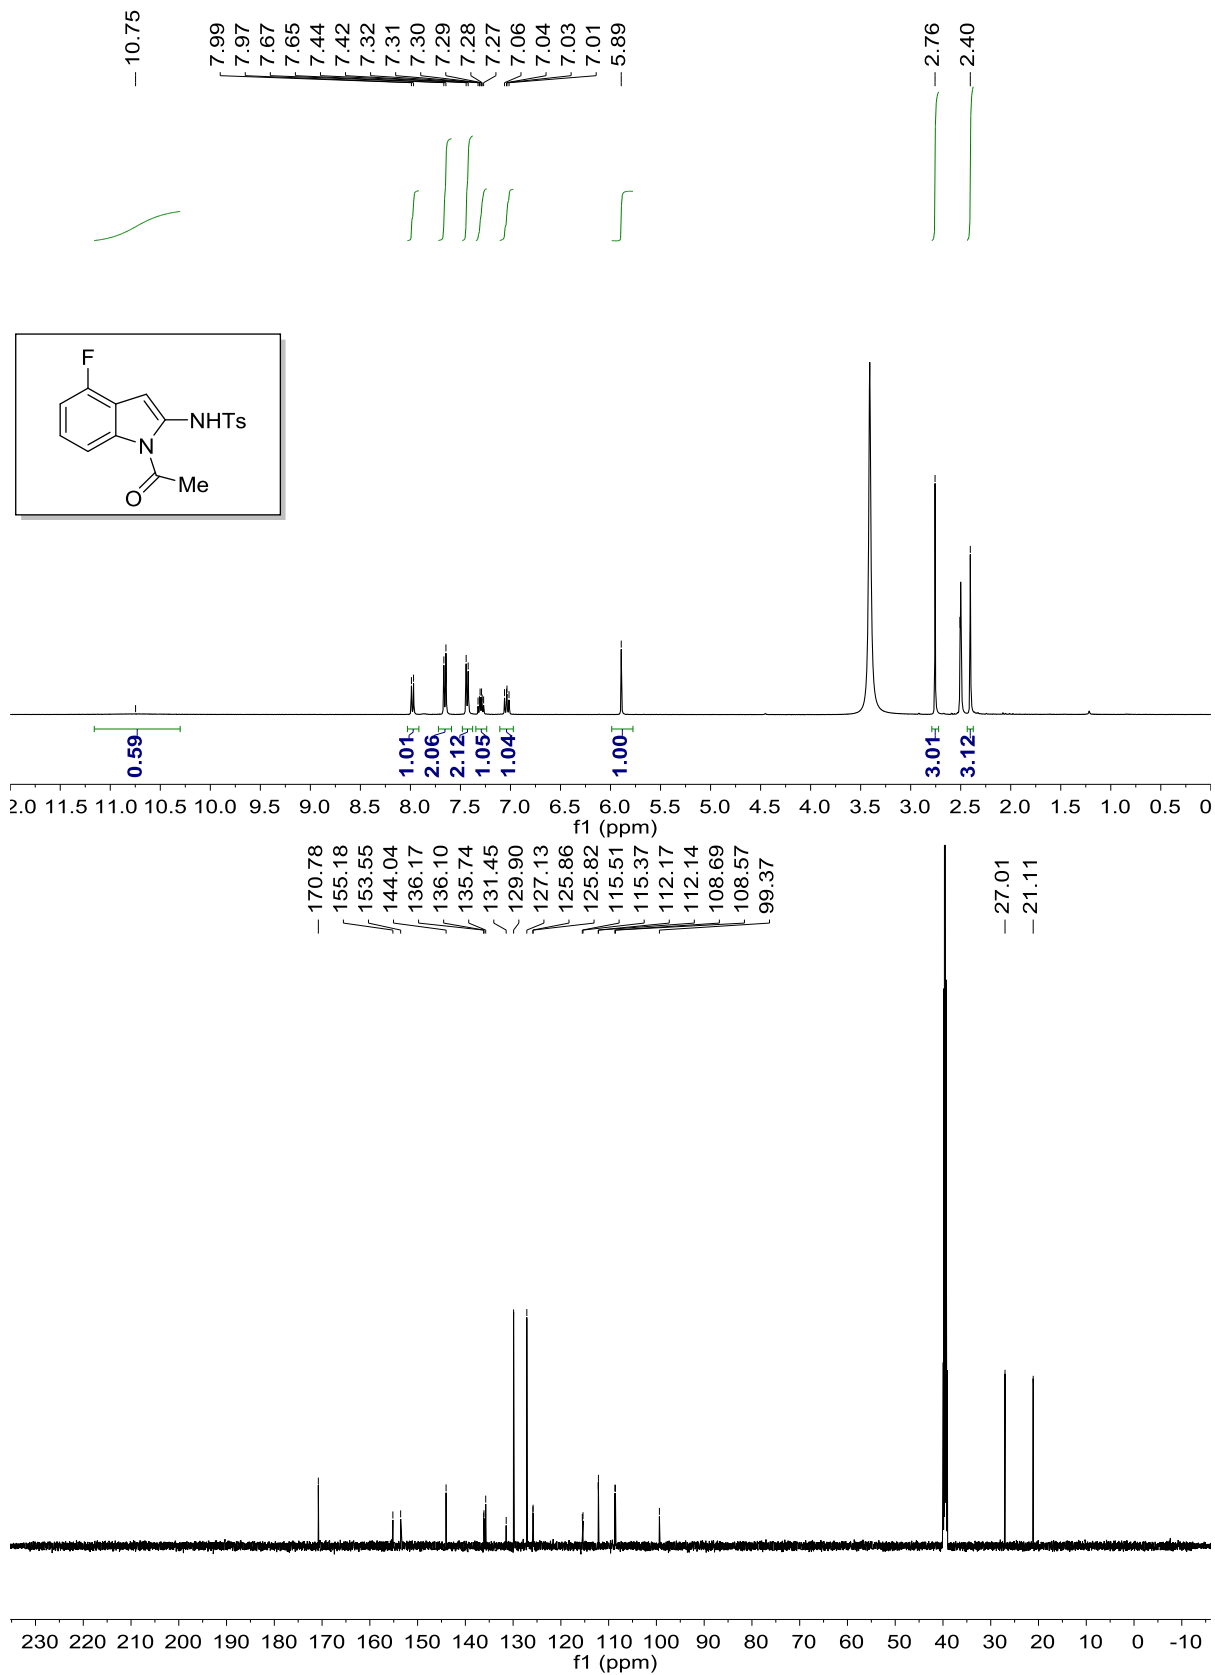 10.75 7.99 7.97 7.67 7.65 7.44 7.42 7.32 7.31 7.30 7.29 7.28 7.27 7.06 7.04 7.03 7.01 5.89 2.76 2.40
F
NHTs
N
O
Me
0.59 1.01 2.06 2.12 1.05 1.04 1.00 3.01 3.12
2.0 11.5 11.0 10.5 10.0 9.5 9.0 8.5 8.0 7.5 7.0 6.5 6.0 5.5 5.0 4.5 4.0 3.5 3.0 2.5 2.0 1.5 1.0 0.5 0
f1 (ppm)
170.78 155.18 153.55 144.04 136.17 136.10 135.74 131.45 129.90 127.13 125.86 125.82 115.51 115.37 112.17 112.14 108.69 108.57 99.37 27.01 21.11
230 220 210 200 190 180 170 160 150 140 130 120 110 100 90 80 70 60 50 40 30 20 10 0 -10
f1 (ppm)